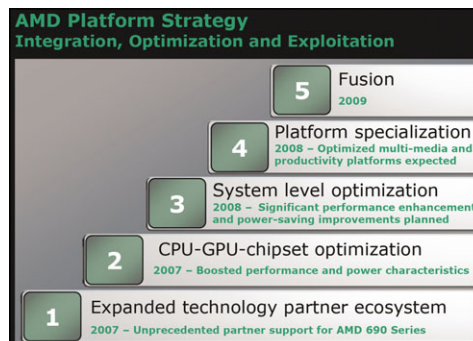 AMD Platform Strategy
Integration, Optimization and Exploitation
5
Fusion
2009
4
Platform specialization
2008 – Optimized multi-media and
productivity platforms expected
3
System level optimization
2008 – Significant performance enhancement
and power-saving improvements planned
2
CPU-GPU-chipset optimization
2007 – Boosted performance and power characteristics
1
Expanded technology partner ecosystem
2007 – Unprecedented partner support for AMD 690 Series